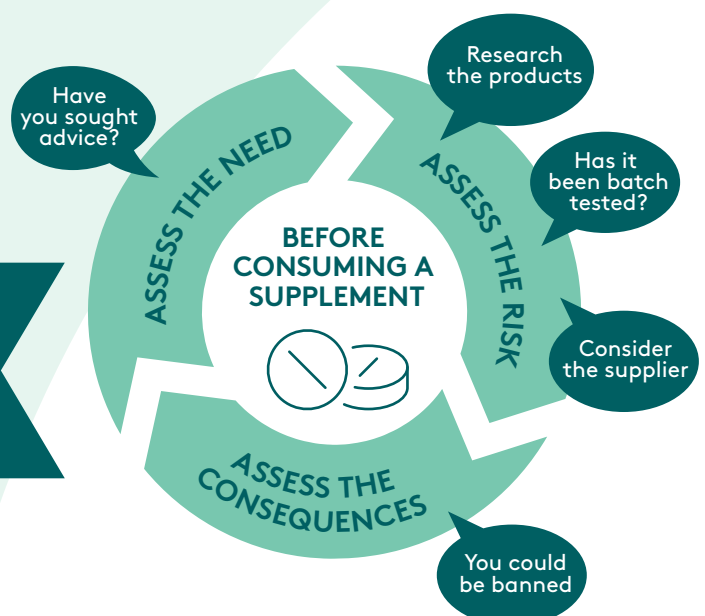 BEFORE
CONSUMING A
SUPPLEMENT
ASSESS THE NEED
Have
you sought
advice?
ASSESS THE RISK
Research
the products
Has it
been batch
tested?
Consider
the supplier
ASSESS THE
CONSEQUENCES
You could
be banned